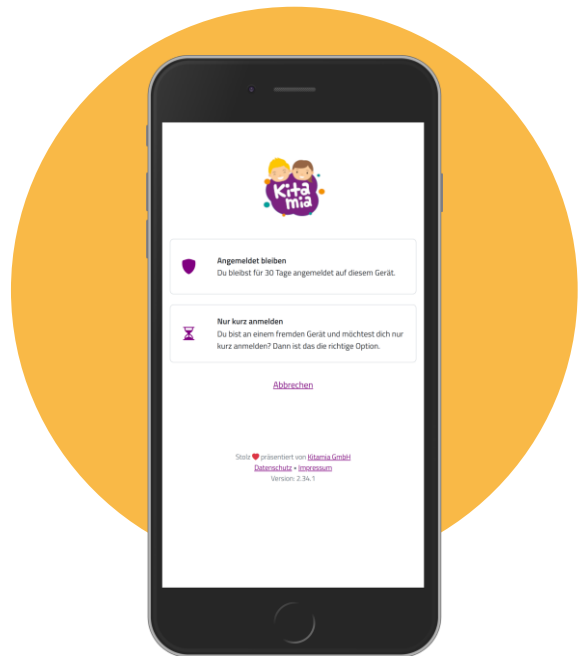 Kita
mia
Angemeldet bleiben
Du bleibst für 30 Tage angemeldet auf diesem Gerät.
Nur kurz anmelden
Du bist an einem fremden Gerät und möchtest dich nur
kurz anmelden? Dann ist das die richtige Option.
Abbrechen
Stolz ❤ präsentiert von Kitamia GmbH
Datenschutz • Impressum
Version: 2.34.1